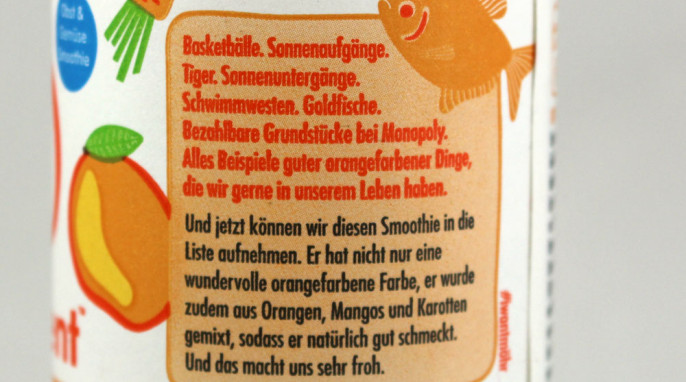 Obst &
Gemüse
Smoothie
Basketbälle. Sonnenaufgänge.
Tiger. Sonnenuntergänge.
Schwimmwesten. Goldfische.
Bezahlbare Grundstücke bei Monopoly.
Alles Beispiele guter orangefarbener Dinge,
die wir gerne in unserem Leben haben.
Und jetzt können wir diesen Smoothie in die
Liste aufnehmen. Er hat nicht nur eine
wundervolle orangefarbene Farbe, er wurde
zudem aus Orangen, Mangos und Karotten
gemixt, sodass er natürlich gut schmeckt.
Und das macht uns sehr froh.